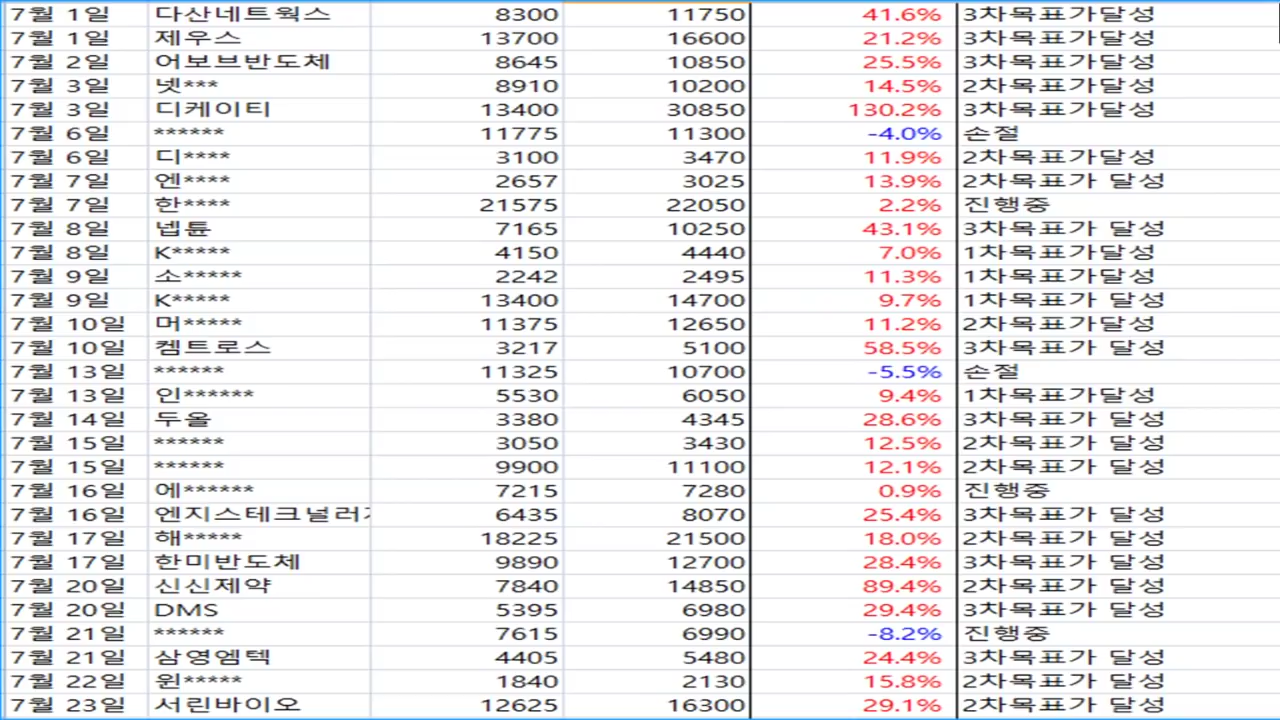 7월 1일 다산네트웍스 8300 11750 41.6% 3차목표가달성
7월 1일 제우스 13700 16600 21.2% 3차목표가달성
7월 2일 어보브반도체 8645 10850 25.5% 3차목표가달성
7월 3일 넷*** 8910 10200 14.5% 2차목표가달성
7월 3일 디케이티 13400 30850 130.2% 3차목표가달성
7월 6일 ****** 11775 11300 -4.0% 손절
7월 6일 디**** 3100 3470 11.9% 2차목표가달성
7월 7일 엔**** 2657 3025 13.9% 2차목표가 달성
7월 7일 한**** 21575 22050 2.2% 진행중
7월 8일 넵튠 7165 10250 43.1% 3차목표가 달성
7월 8일 K***** 4150 4440 7.0% 1차목표가달성
7월 9일 소***** 2242 2495 11.3% 1차목표가달성
7월 9일 K***** 13400 14700 9.7% 1차목표가 달성
7월 10일 머***** 11375 12650 11.2% 2차목표가달성
7월 10일 켐트로스 3217 5100 58.5% 3차목표가 달성
7월 13일 ****** 11325 10700 -5.5% 손절
7월 13일 인****** 5530 6050 9.4% 1차목표가달성
7월 14일 두올 3380 4345 28.6% 3차목표가 달성
7월 15일 ****** 3050 3430 12.5% 2차목표가 달성
7월 15일 ****** 9900 11100 12.1% 2차목표가 달성
7월 16일 에****** 7215 7280 0.9% 진행중
7월 16일 엔지스테크널러 6435 8070 25.4% 3차목표가 달성
7월 17일 해***** 18225 21500 18.0% 2차목표가 달성
7월 17일 한미반도체 9890 12700 28.4% 3차목표가 달성
7월 20일 신신제약 7840 14850 89.4% 2차목표가 달성
7월 20일 DMS 5395 6980 29.4% 3차목표가 달성
7월 21일 ****** 7615 6990 -8.2% 진행중
7월 21일 삼영엠텍 4405 5480 24.4% 3차목표가 달성
7월 22일 윈***** 1840 2130 15.8% 2차목표가 달성
7월 23일 서린바이오 12625 16300 29.1% 2차목표가 달성